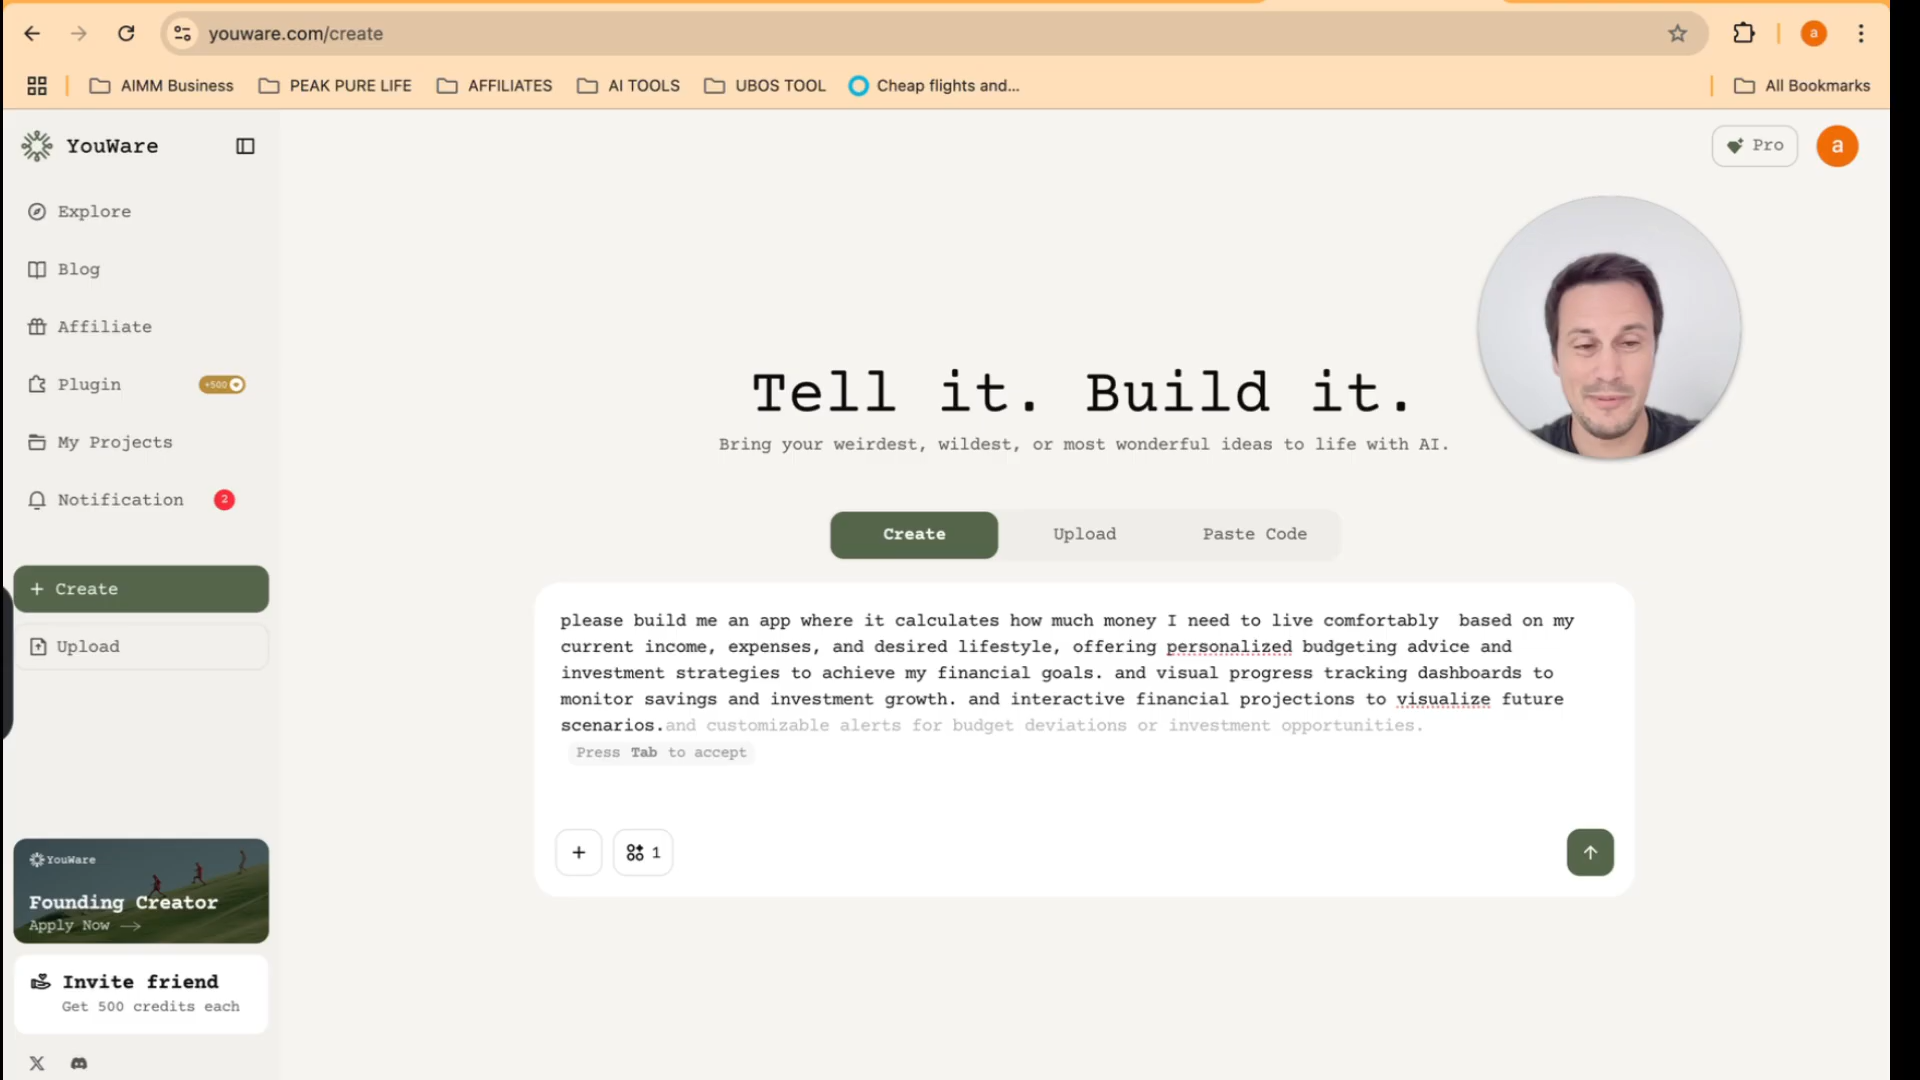 youware.com/create
a
AIMM Business
PEAK PURE LIFE
AFFILIATES
AI TOOLS
UBOS TOOL
Cheap flights and...
All Bookmarks
YouWare
Pro
a
Explore
Blog
Affiliate
Plugin
+500
My Projects
Notification
2
+ Create
Upload
Tell it. Build it.
Bring your weirdest, wildest, or most wonderful ideas to life with AI.
Create
Upload
Paste Code
please build me an app where it calculates how much money I need to live comfortably  based on my
current income, expenses, and desired lifestyle, offering personalized budgeting advice and
investment strategies to achieve my financial goals. and visual progress tracking dashboards to
monitor savings and investment growth. and interactive financial projections to visualize future
scenarios.and customizable alerts for budget deviations or investment opportunities.
Press Tab to accept
+
1
YouWare
Founding Creator
Apply Now
Invite friend
Get 500 credits each